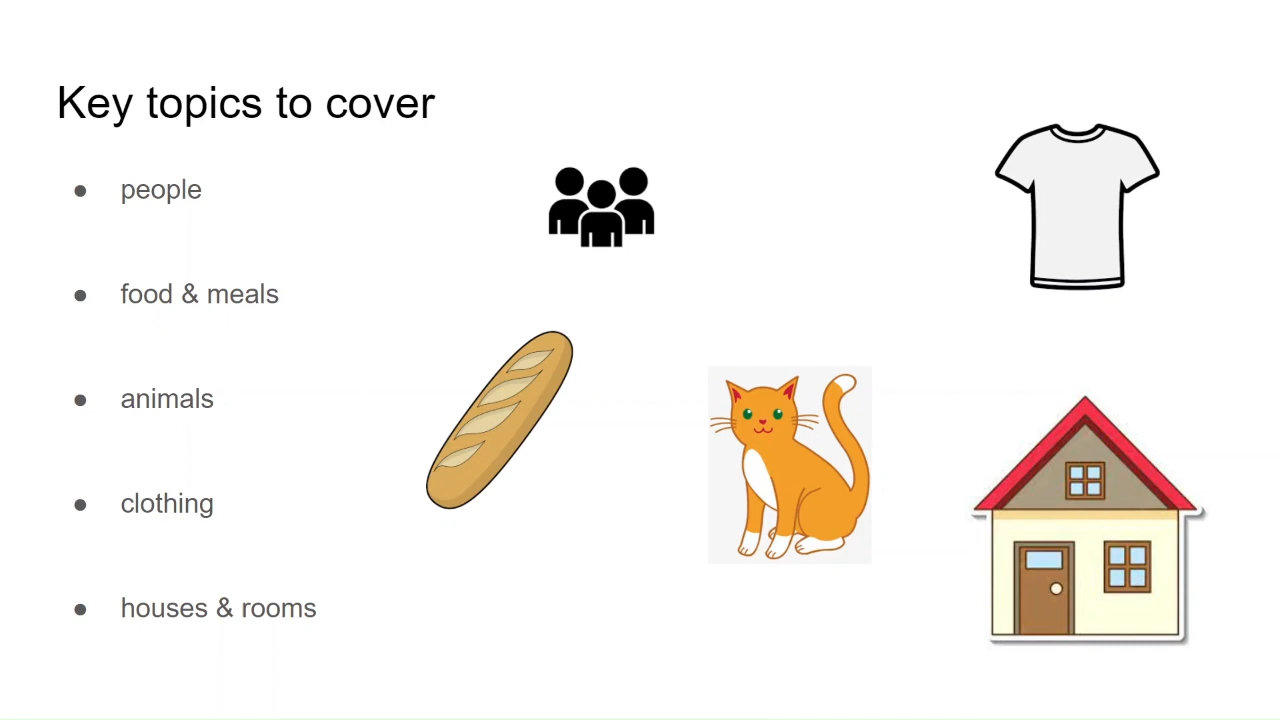 Key topics to cover
● people
● food & meals
● animals
● clothing
● houses & rooms